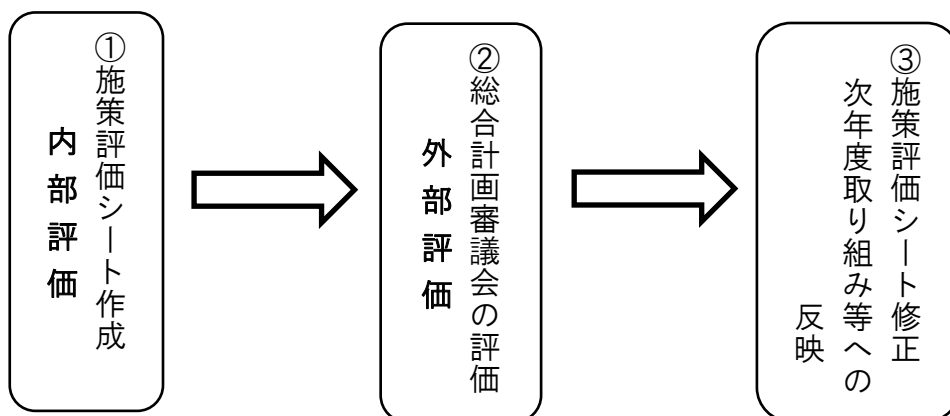 ①施策評価シート作成
内部評価
②総合計画審議会の評価
外部評価
③施策評価シート修正
次年度取り組み等への
反映